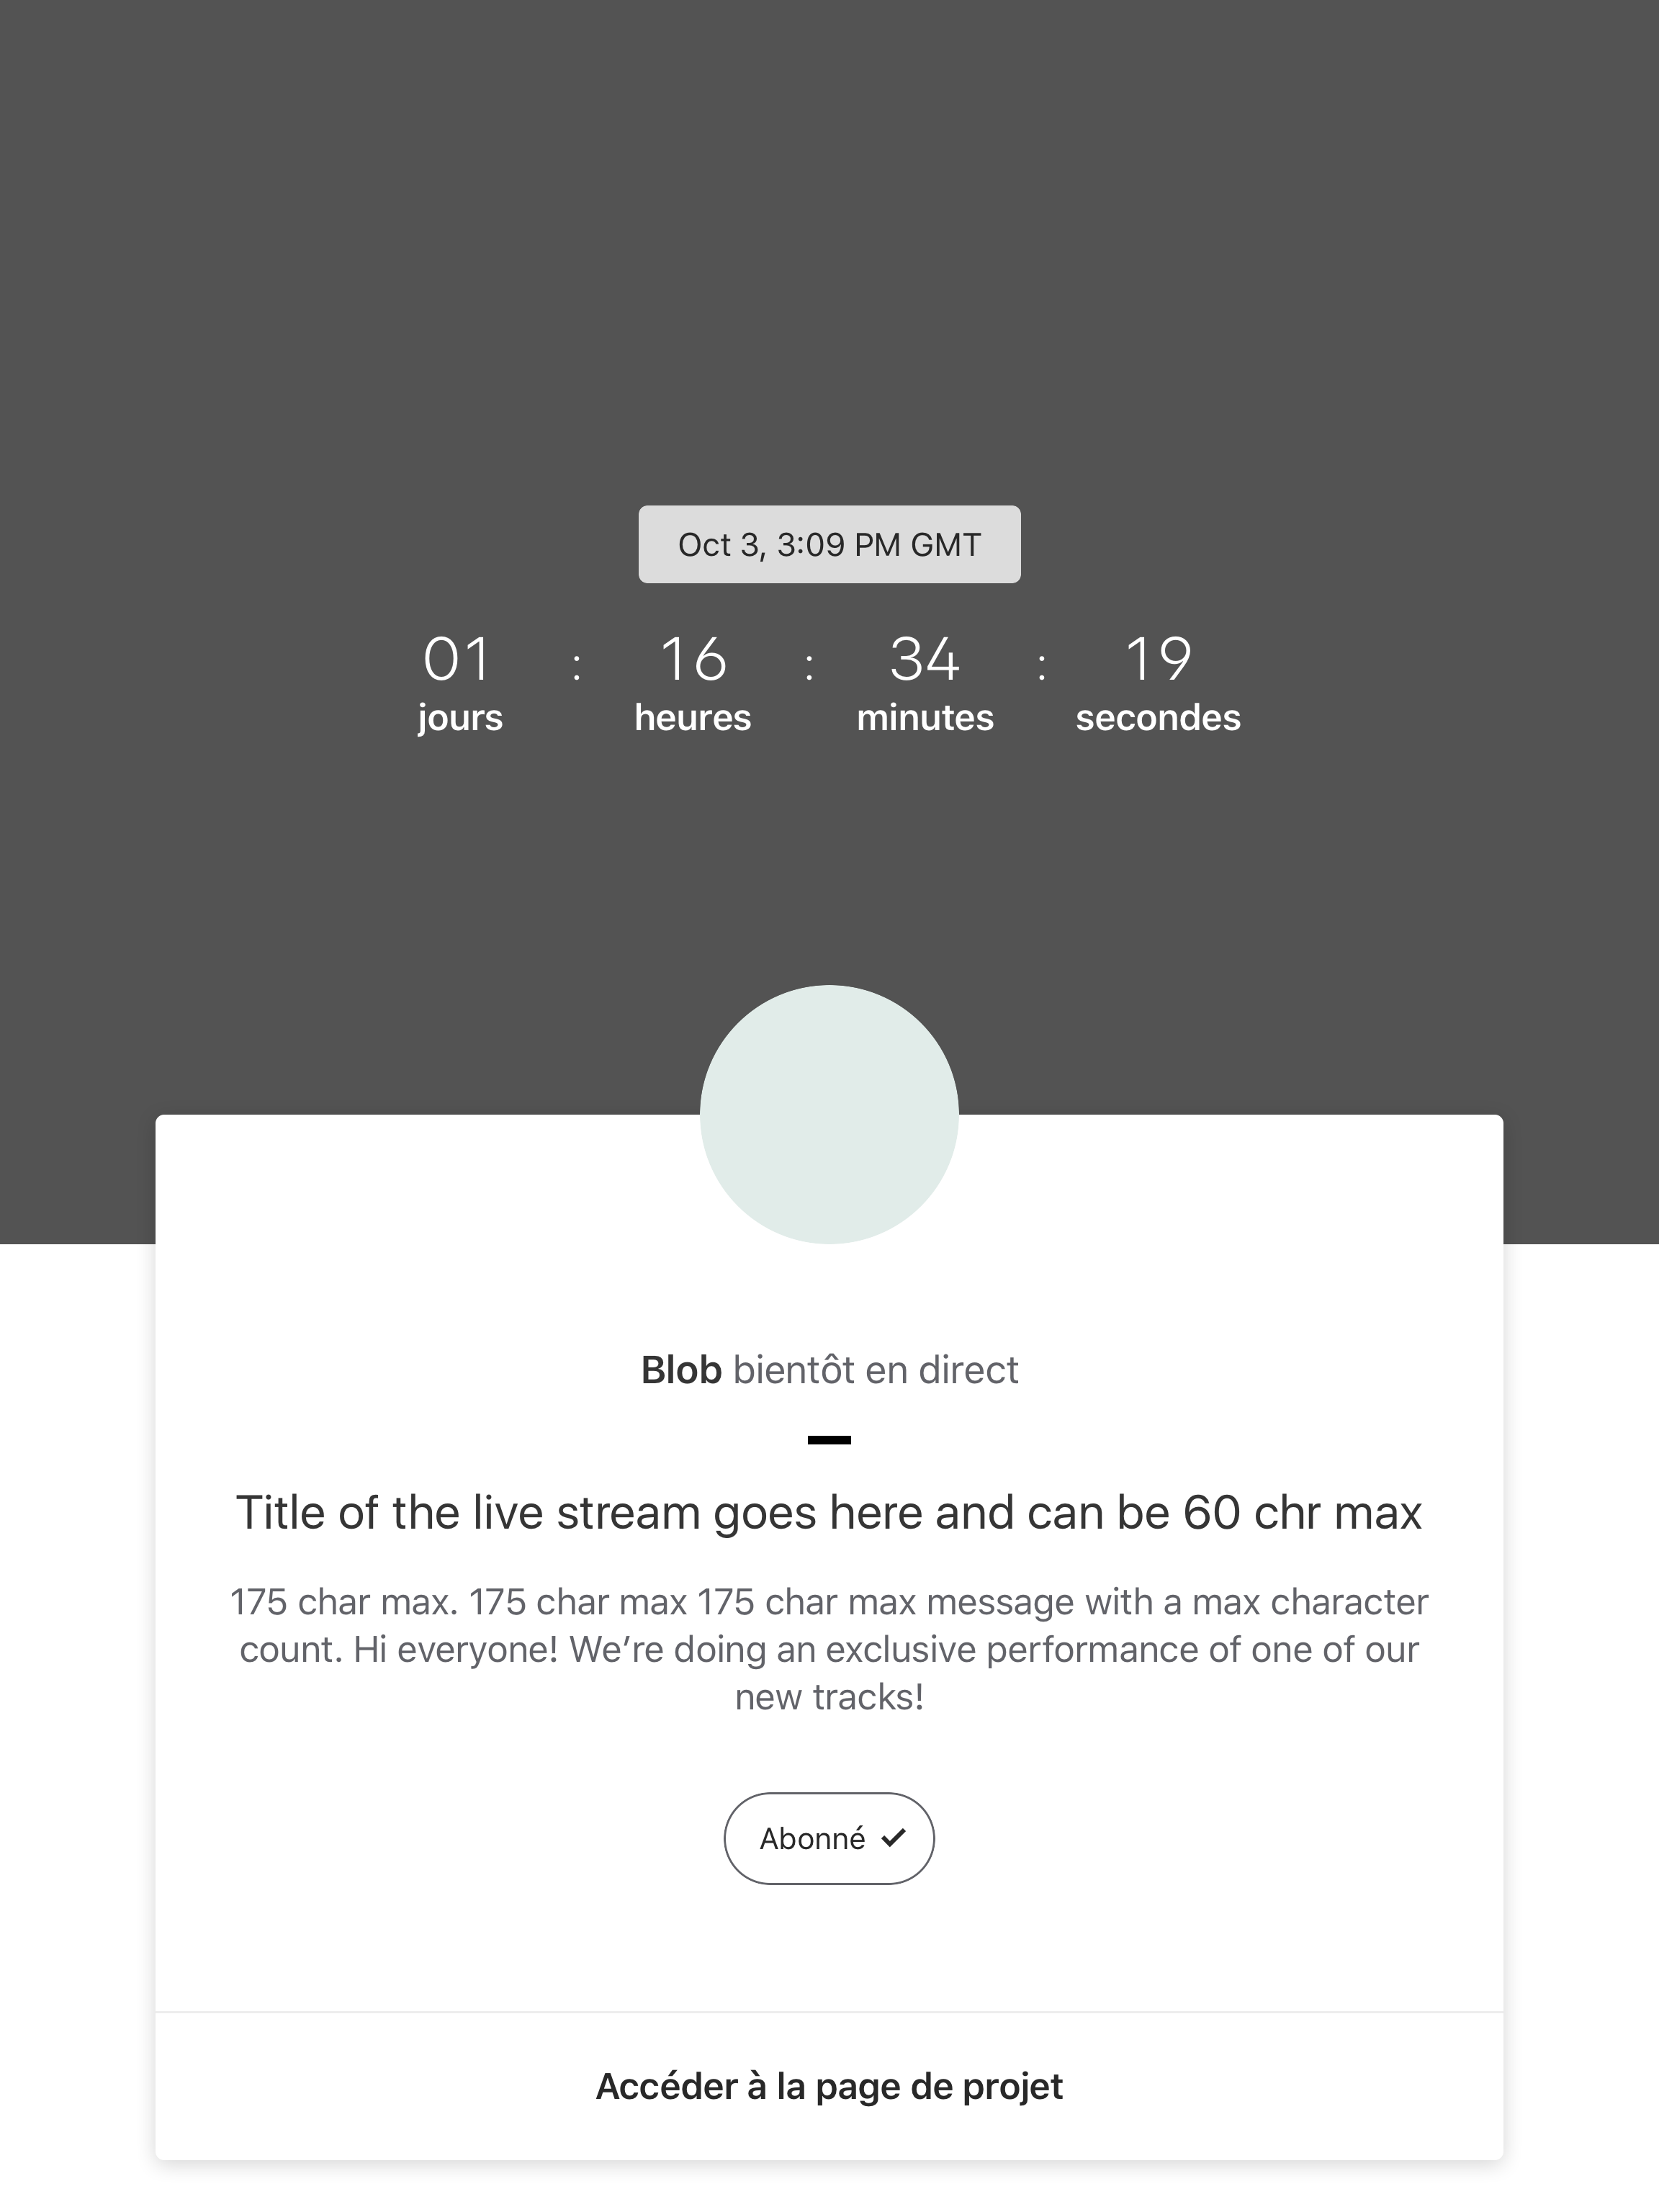 Oct 3, 3:09 PM GMT
01 : 16 : 34 : 19
jours heures minutes secondes
Blob bientôt en direct
Title of the live stream goes here and can be 60 chr max
175 char max. 175 char max 175 char max message with a max character
count. Hi everyone! We’re doing an exclusive performance of one of our
new tracks!
Abonné
Accéder à la page de projet